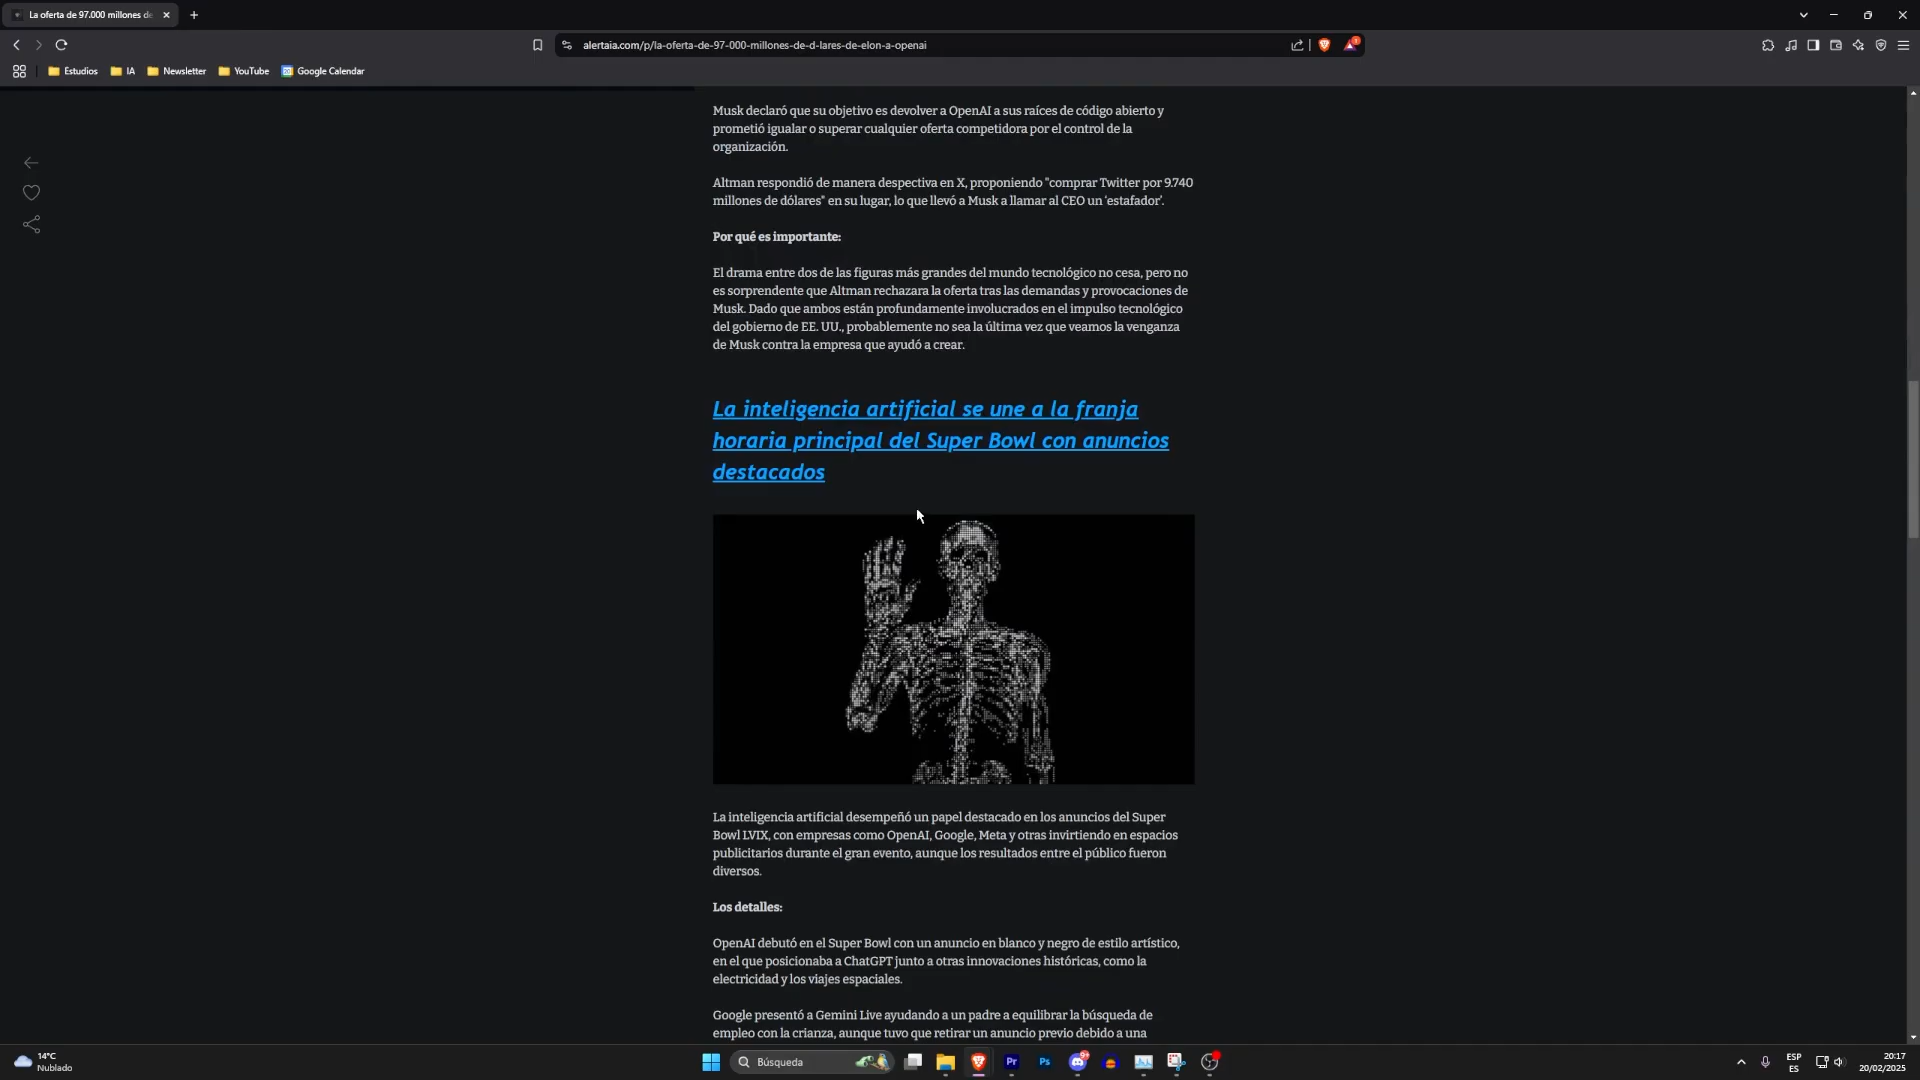 La oferta de 97.000 millones de
alertaia.com/p/la-oferta-de-97-000-millones-de-d-lares-de-elon-a-openai
Estudios
IA
Newsletter
YouTube
Google Calendar
Musk declaró que su objetivo es devolver a OpenAI a sus raíces de código abierto y
prometió igualar o superar cualquier oferta competidora por el control de la
organización.
Altman respondió de manera despectiva en X, proponiendo "comprar Twitter por 9.740
millones de dólares" en su lugar, lo que llevó a Musk a llamar al CEO un 'estafador'.
Por qué es importante:
El drama entre dos de las figuras más grandes del mundo tecnológico no cesa, pero no
es sorprendente que Altman rechazara la oferta tras las demandas y provocaciones de
Musk. Dado que ambos están profundamente involucrados en el impulso tecnológico
del gobierno de EE. UU., probablemente no sea la última vez que veamos la venganza
de Musk contra la empresa que ayudó a crear.
La inteligencia artificial se une a la franja
horaria principal del Super Bowl con anuncios
destacados
La inteligencia artificial desempeñó un papel destacado en los anuncios del Super
Bowl LVIX, con empresas como OpenAI, Google, Meta y otras invirtiendo en espacios
publicitarios durante el gran evento, aunque los resultados entre el público fueron
diversos.
Los detalles:
OpenAI debutó en el Super Bowl con un anuncio en blanco y negro de estilo artístico,
en el que posicionaba a ChatGPT junto a otras innovaciones históricas, como la
electricidad y los viajes espaciales.
Google presentó a Gemini Live ayudando a un padre a equilibrar la búsqueda de
empleo con la crianza, aunque tuvo que retirar un anuncio previo debido a una
14°C
Nublado
Búsqueda
Pr
Ps
ESP
ES
20:17
20/02/2025